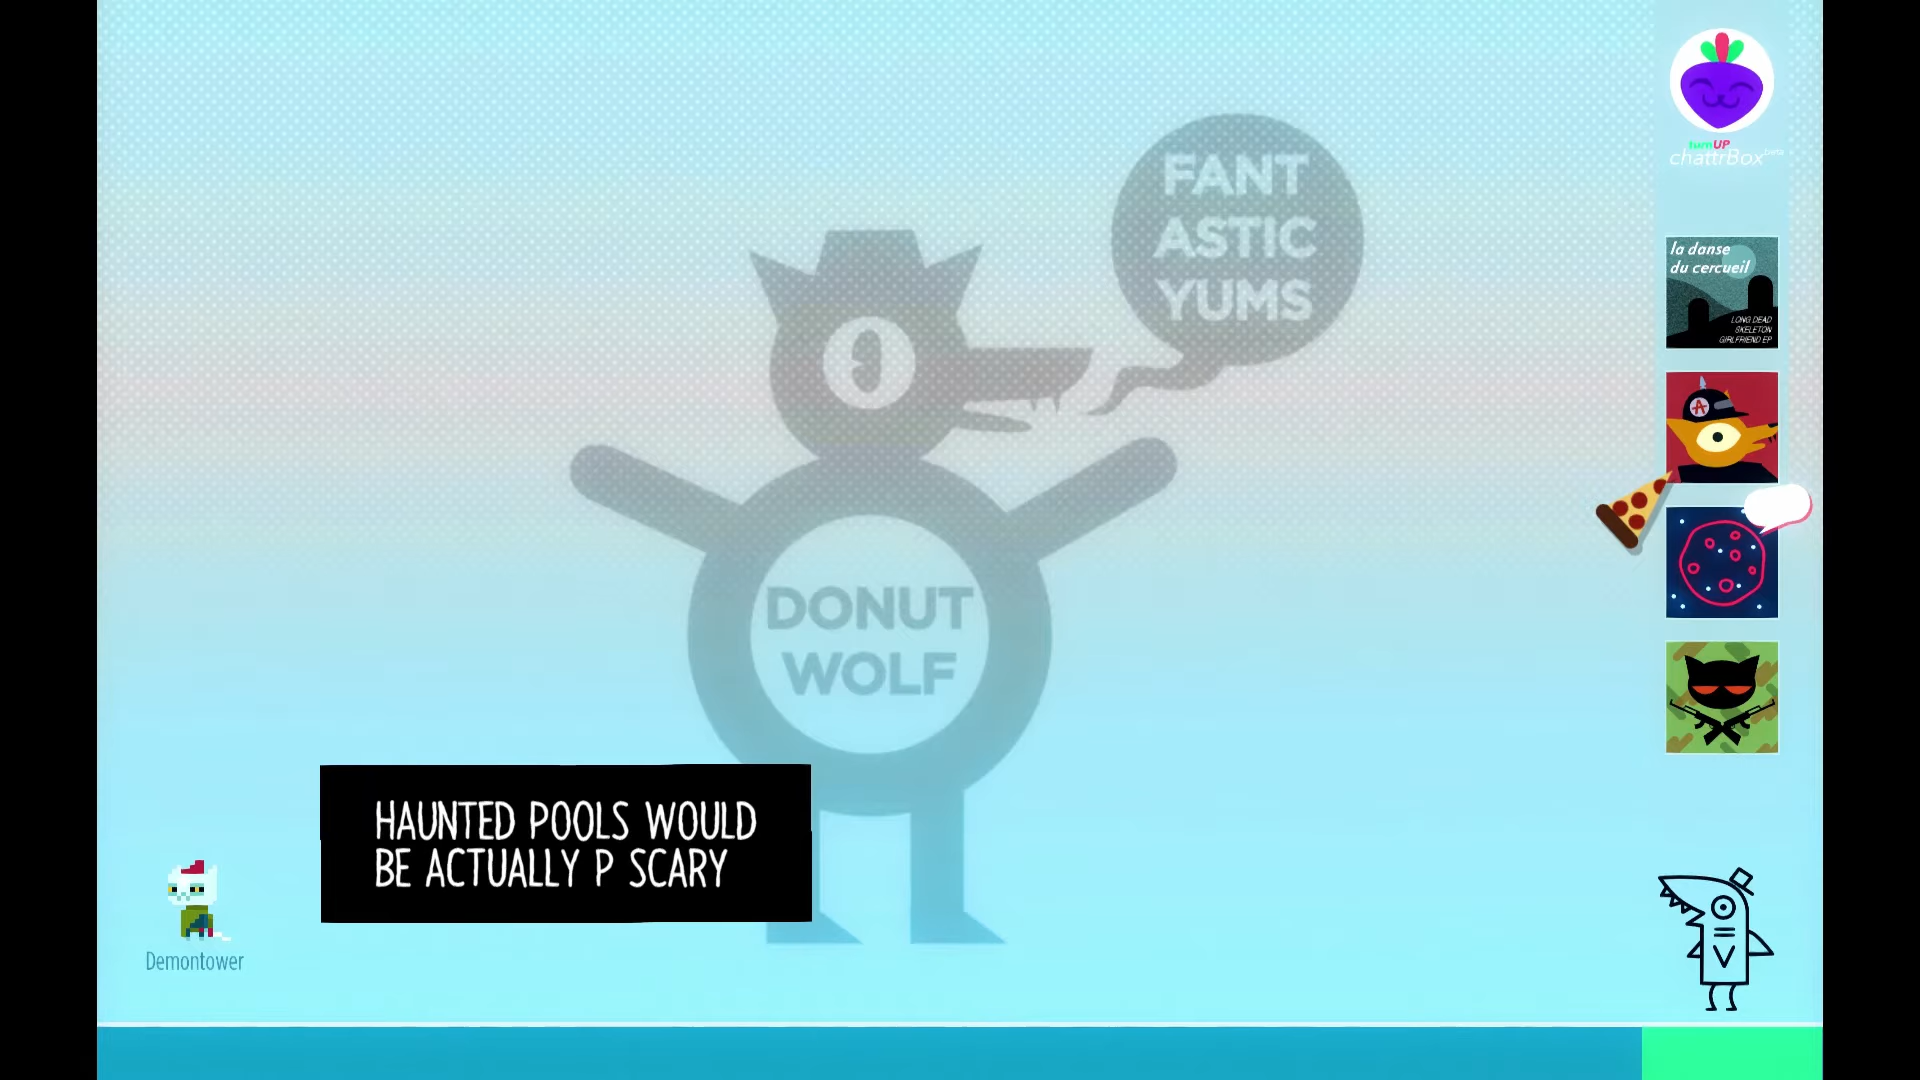 FANT
ASTIC
YUMS
DONUT
WOLF
turnUP
chattrBox beta
la danse
du cercueil
LONG DEAD
SKELETON
GIRLFRIEND EP
A
HAUNTED POOLS WOULD
BE ACTUALLY P SCARY
Demontower